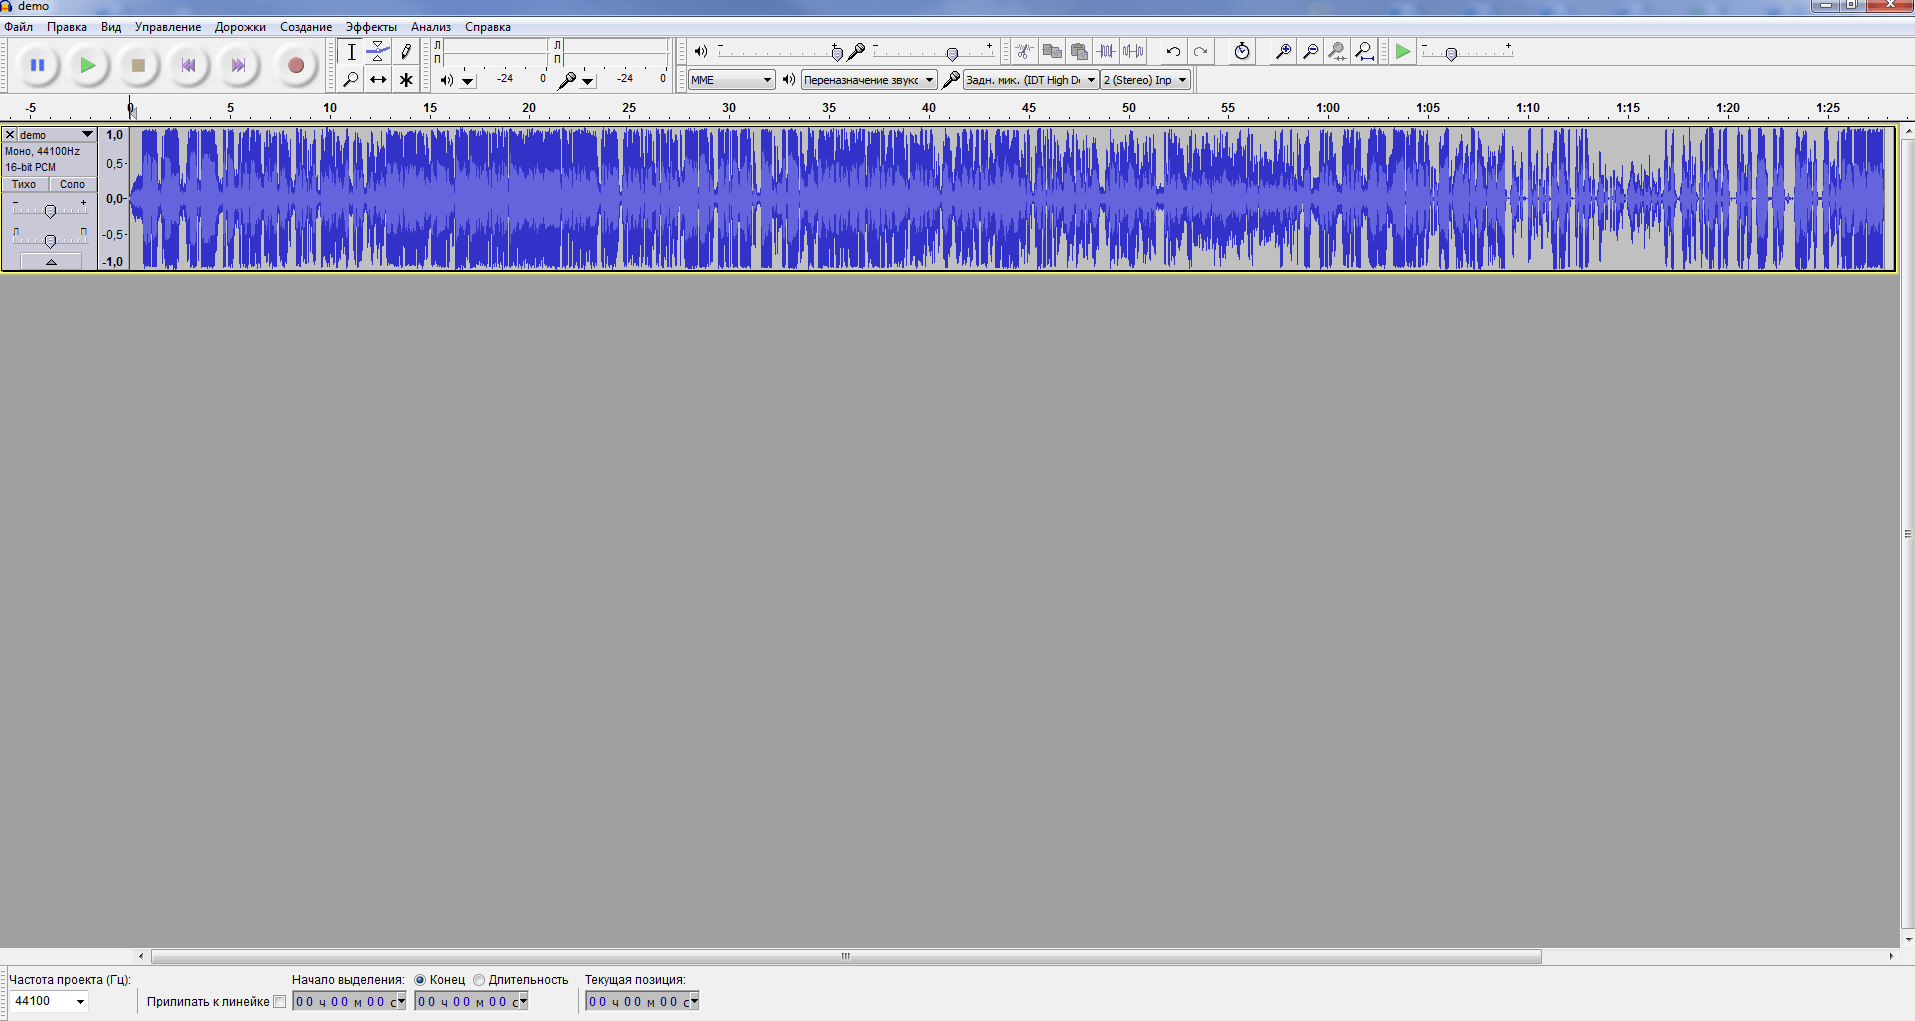 demo
Файл Правка Вид Управление Дорожки Создание Эффекты Анализ Справка
Л Л
П П
-24 0 -24 0
MME Переназначение звукс Задн. мик. (IDT High D 2 (Stereo) Inp
-5 0 5 10 15 20 25 30 35 40 45 50 55 1:00 1:05 1:10 1:15 1:20 1:25
demo
Моно, 44100Hz
16-bit PCM
Тихо Соло
- +
Л П
1,0
0,5-
0,0-
-0,5-
-1,0
Частота проекта (Гц): Начало выделения: Конец Длительность Текущая позиция:
44100 Прилипать к линейке 00 ч 00 м 00 с 00 ч 00 м 00 с 00 ч 00 м 00 с